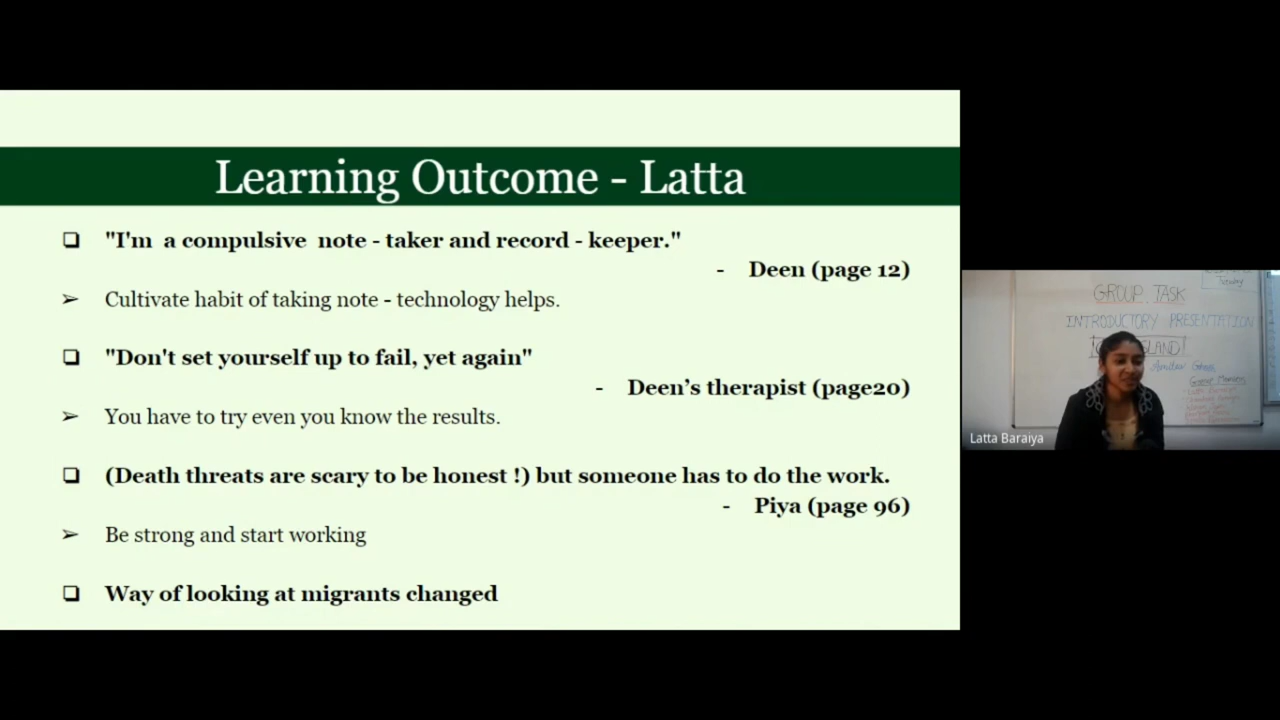 Learning Outcome - Latta
❏ "I'm a compulsive note - taker and record - keeper."
- Deen (page 12)
➢ Cultivate habit of taking note - technology helps.
❏ "Don't set yourself up to fail, yet again"
- Deen’s therapist (page20)
➢ You have to try even you know the results.
❏ (Death threats are scary to be honest !) but someone has to do the work.
- Piya (page 96)
➢ Be strong and start working
❏ Way of looking at migrants changed
GROUP TASK
INTRODUCTORY PRESENTATION
Group Members
Latta Baraiya